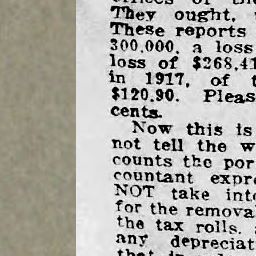 They ought,
These reports
300,000, a loss
loss of $268,41
in 1917, of t
$120.90. Pleas
cents.
Now this is
not tell the w
counts the por
countant expre
NOT take int
for the remova
the tax rolls.
any depreciat